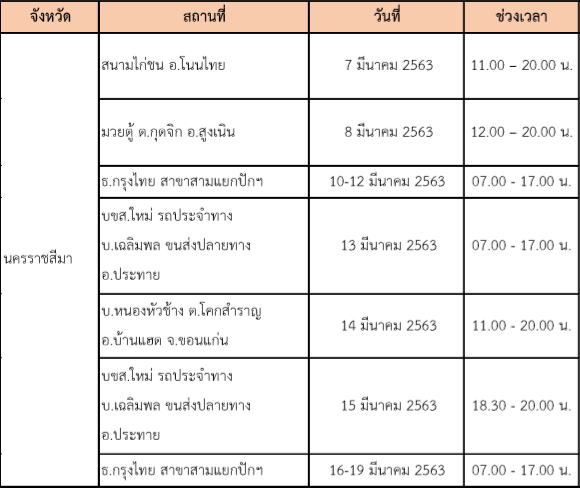 จังหวัด สถานที่ วันที่ ช่วงเวลา
สนามไก่ชน อ.โนนไทย 7 มีนาคม 2563 11.00 – 20.00 น.
มวยตู้ ต.กุดจิก อ.สูงเนิน 8 มีนาคม 2563 12.00 – 20.00 น.
ธ.กรุงไทย สาขาสามแยกปักฯ 10-12 มีนาคม 2563 07.00 - 17.00 น.
นครราชสีมา
บขส.ใหม่ รถประจำทาง
บ.เฉลิมพล ขนส่งปลายทาง 13 มีนาคม 2563 07.00 - 17.00 น.
อ.ประทาย
บ.หนองหัวช้าง ต.โคกสำราญ
อ.บ้านแฮด จ.ขอนแก่น 14 มีนาคม 2563 11.00 - 20.00 น.
บขส.ใหม่ รถประจำทาง
บ.เฉลิมพล ขนส่งปลายทาง 15 มีนาคม 2563 18.30 - 20.00 น.
อ.ประทาย
ธ.กรุงไทย สาขาสามแยกปักฯ 16-19 มีนาคม 2563 07.00 - 17.00 น.